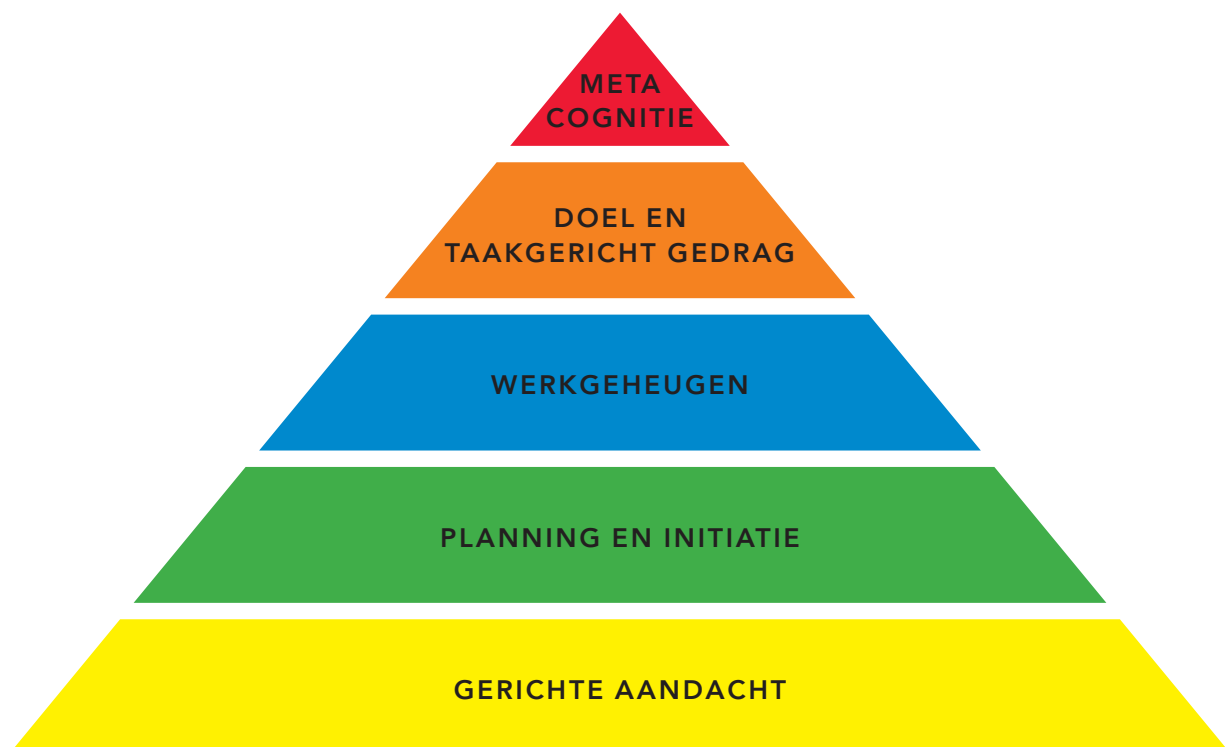 META
COGNITIE
DOEL EN
TAAKGERICHT GEDRAG
WERKGEHEUGEN
PLANNING EN INITIATIE
GERICHTE AANDACHT